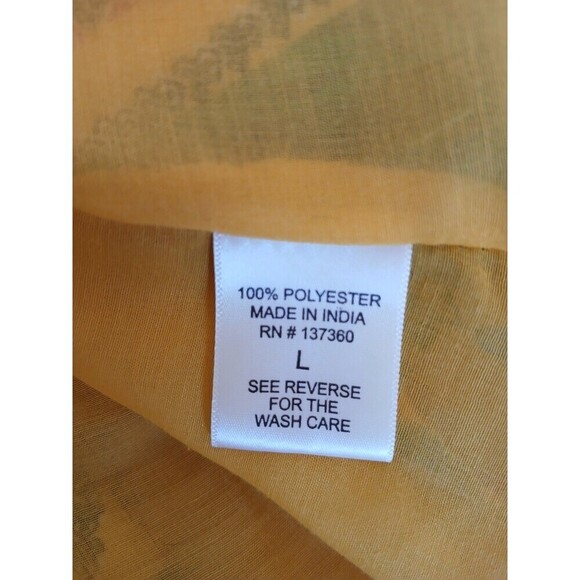 100% POLYESTER
MADE IN INDIA
RN # 137360
L
SEE REVERSE
FOR THE
WASH CARE